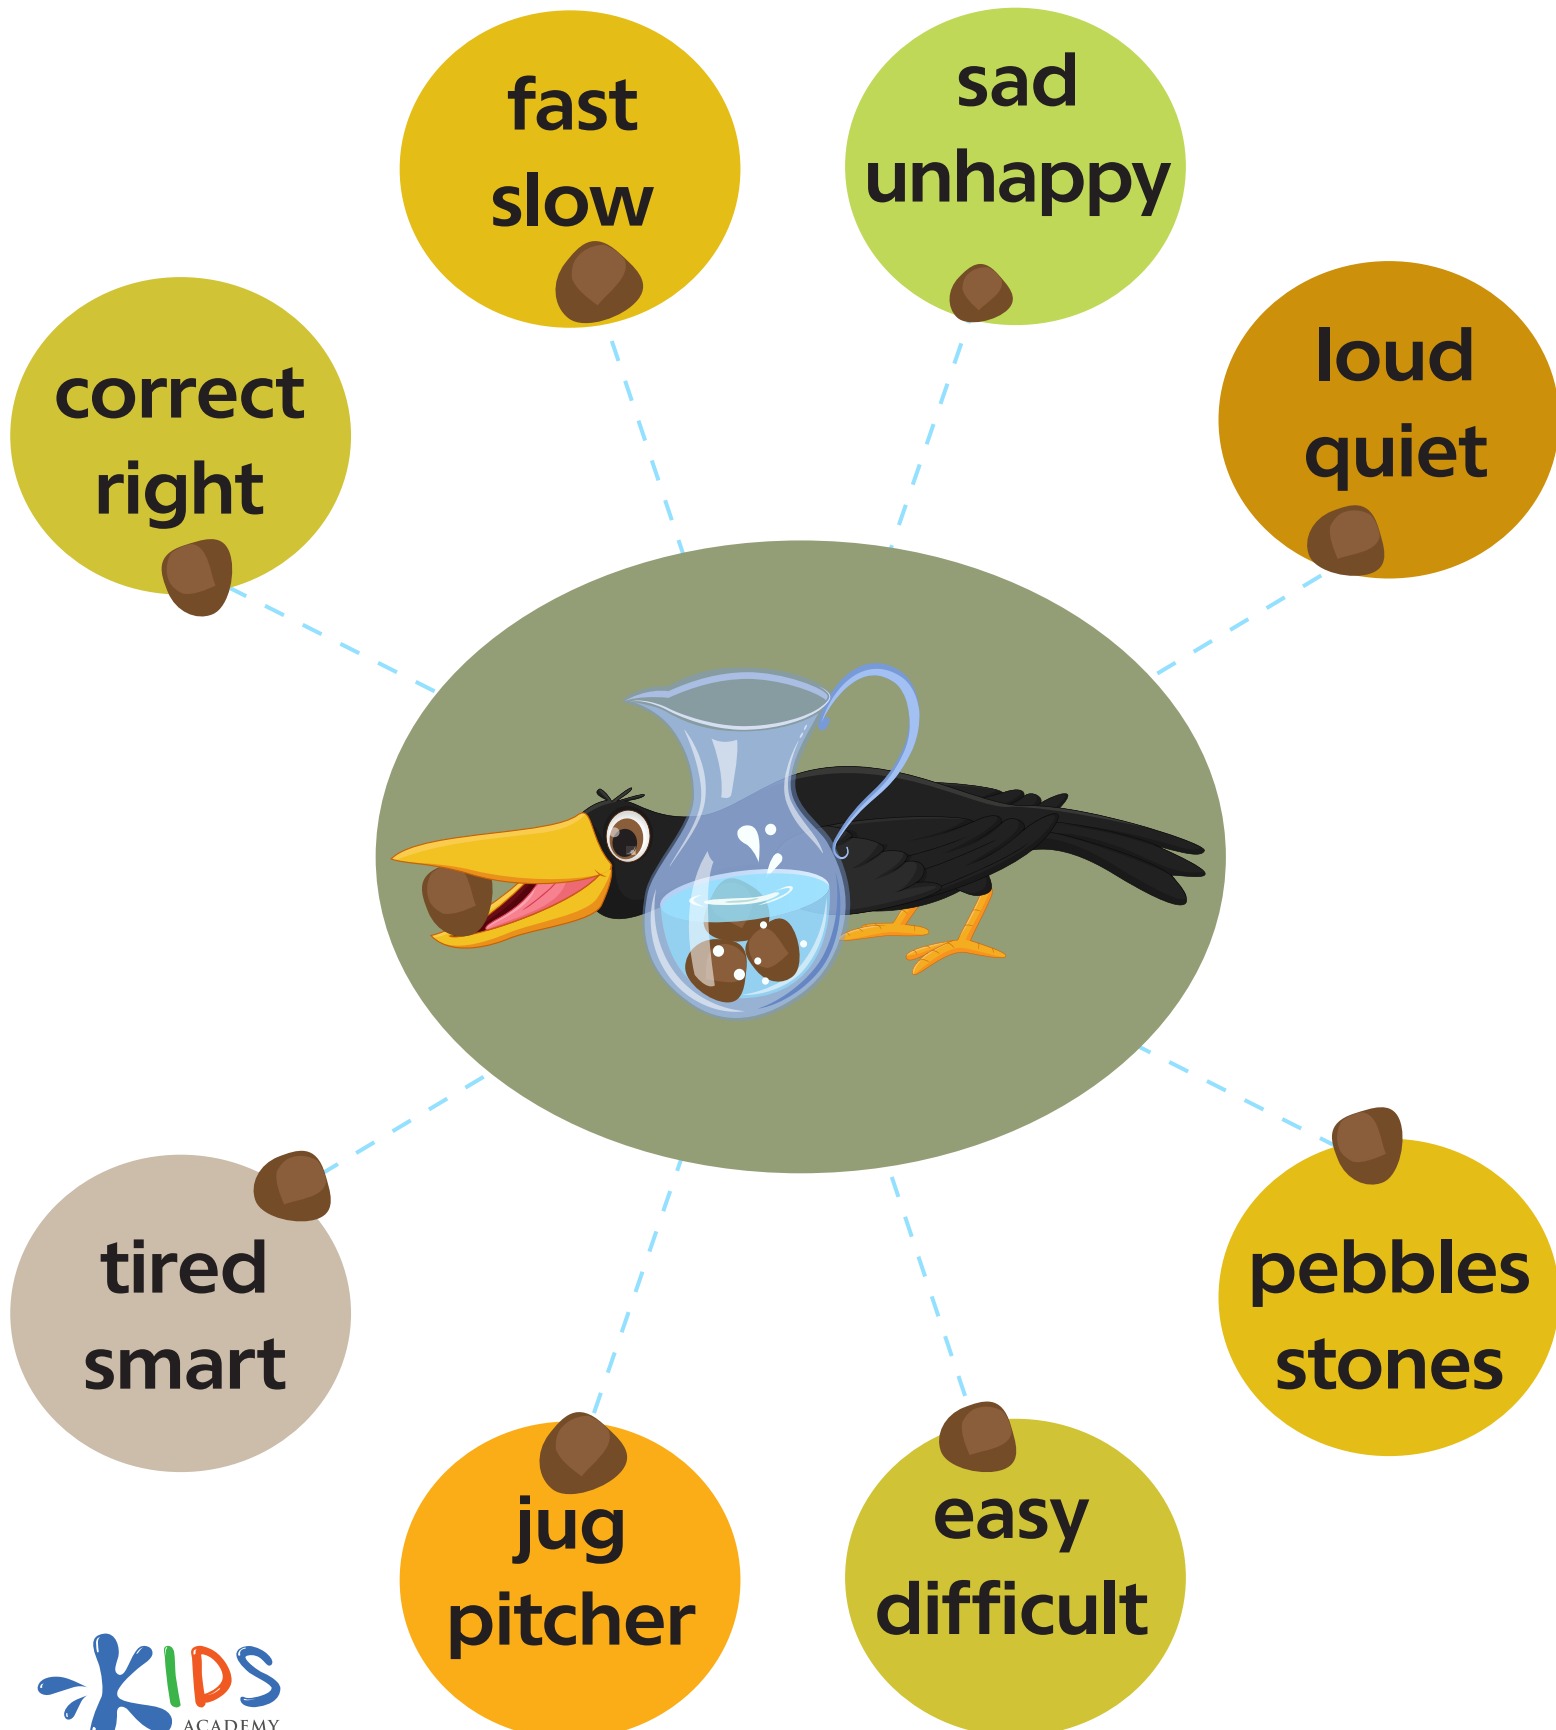 fast
slow
sad
unhappy
correct
right
loud
quiet
tired
smart
pebbles
stones
jug
pitcher
easy
difficult
KIDS
ACADEMY